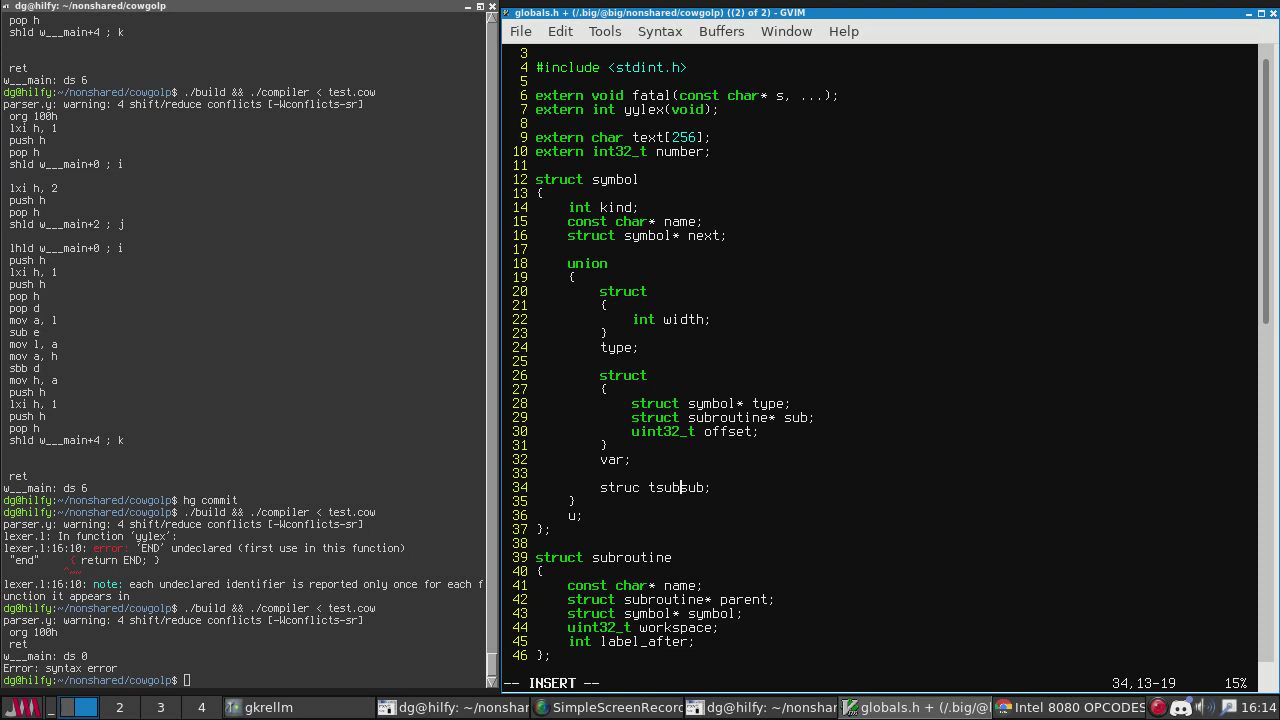 dg@hilfy: ~/nonshared/cowgolp
pop h
shld w___main+4 ; k
ret
w___main: ds 6
dg@hilfy:~/nonshared/cowgolp$ ./build && ./compiler < test.cow
parser.y: warning: 4 shift/reduce conflicts [-Wconflicts-sr]
org 100h
lxi h, 1
push h
pop h
shld w___main+0 ; i
lxi h, 2
push h
pop h
shld w___main+2 ; j
lhld w___main+0 ; i
push h
lxi h, 1
push h
pop h
pop d
mov a, l
sub e
mov l, a
mov a, h
sbb d
mov h, a
push h
lxi h, 1
push h
pop h
shld w___main+4 ; k
ret
w___main: ds 6
dg@hilfy:~/nonshared/cowgolp$ hg commit
dg@hilfy:~/nonshared/cowgolp$ ./build && ./compiler < test.cow
parser.y: warning: 4 shift/reduce conflicts [-Wconflicts-sr]
lexer.l: In function ‘yylex’:
lexer.l:16:10: error: ‘END’ undeclared (first use in this function)
"end" { return END; }
^~~
lexer.l:16:10: note: each undeclared identifier is reported only once for each f
unction it appears in
dg@hilfy:~/nonshared/cowgolp$ ./build && ./compiler < test.cow
parser.y: warning: 4 shift/reduce conflicts [-Wconflicts-sr]
org 100h
ret
w___main: ds 0
Error: syntax error
dg@hilfy:~/nonshared/cowgolp$
globals.h + (/.big/@big/nonshared/cowgolp) ((2) of 2) - GVIM
File Edit Tools Syntax Buffers Window Help
3
4 #include <stdint.h>
5
6 extern void fatal(const char* s, ...);
7 extern int yylex(void);
8
9 extern char text[256];
10 extern int32_t number;
11
12 struct symbol
13 {
14 int kind;
15 const char* name;
16 struct symbol* next;
17
18 union
19 {
20 struct
21 {
22 int width;
23 }
24 type;
25
26 struct
27 {
28 struct symbol* type;
29 struct subroutine* sub;
30 uint32_t offset;
31 }
32 var;
33
34 struc tsubsub;
35 }
36 u;
37 };
38
39 struct subroutine
40 {
41 const char* name;
42 struct subroutine* parent;
43 struct symbol* symbol;
44 uint32_t workspace;
45 int label_after;
46 };
-- INSERT -- 34,13-19 15%
2 3 4 gkrellm dg@hilfy: ~/nonshar SimpleScreenRecor dg@hilfy: ~/nonshar globals.h + (/.big/@b Intel 8080 OPCODES 16:14